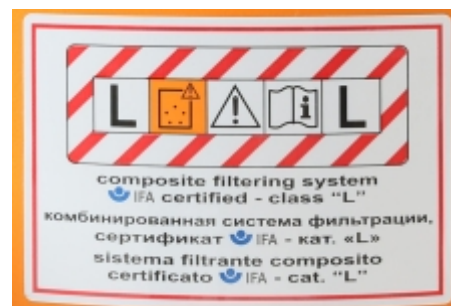 L L
composite filtering system
IFA certified - class "L"
комбинированная система фильтрации,
сертификат IFA - кат. «L»
sistema filtrante composito
certificato IFA - cat. "L"